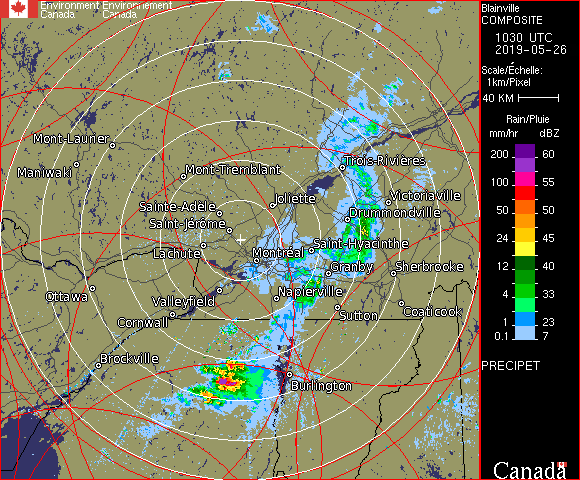 Environment Environnement
Canada Canada
Blainville
COMPOSITE
1030 UTC
2019-05-26
Scale/Échelle:
1km/Pixel
40 KM
Rain/Pluie
mm/hr dBZ
200 60
100 55
50 50
24 45
12 40
4 33
1 23
0.1 7
PRECIPET
Mont-Laurier
Maniwaki
Mont-Tremblant
Trois-Rivières
Sainte-Adele
Joliette
Victoriaville
Saint-Jérôme
Drummondville
Lachute
Montréal
Saint-Hyacinthe
Granby
Sherbrooke
Ottawa
Valleyfield
Napierville
Cornwall
Sutton
Coaticook
Brockville
Burlington
Canada